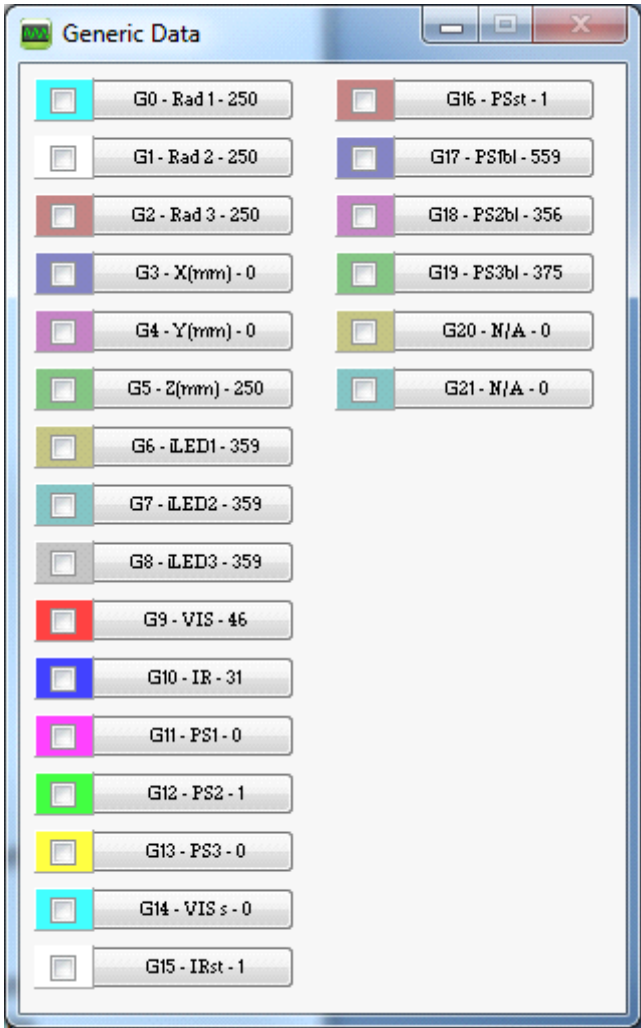 Generic Data
G0 - Rad 1 - 250
G1 - Rad 2 - 250
G2 - Rad 3 - 250
G3 - X(mm) - 0
G4 - Y(mm) - 0
G5 - Z(mm) - 250
G6 - iLED1 - 359
G7 - iLED2 - 359
G8 - iLED3 - 359
G9 - VIS - 46
G10 - IR - 31
G11 - PS1 - 0
G12 - PS2 - 1
G13 - PS3 - 0
G14 - VIS s - 0
G15 - IRst - 1
G16 - PSst - 1
G17 - PS1bl - 559
G18 - PS2bl - 356
G19 - PS3bl - 375
G20 - N/A - 0
G21 - N/A - 0